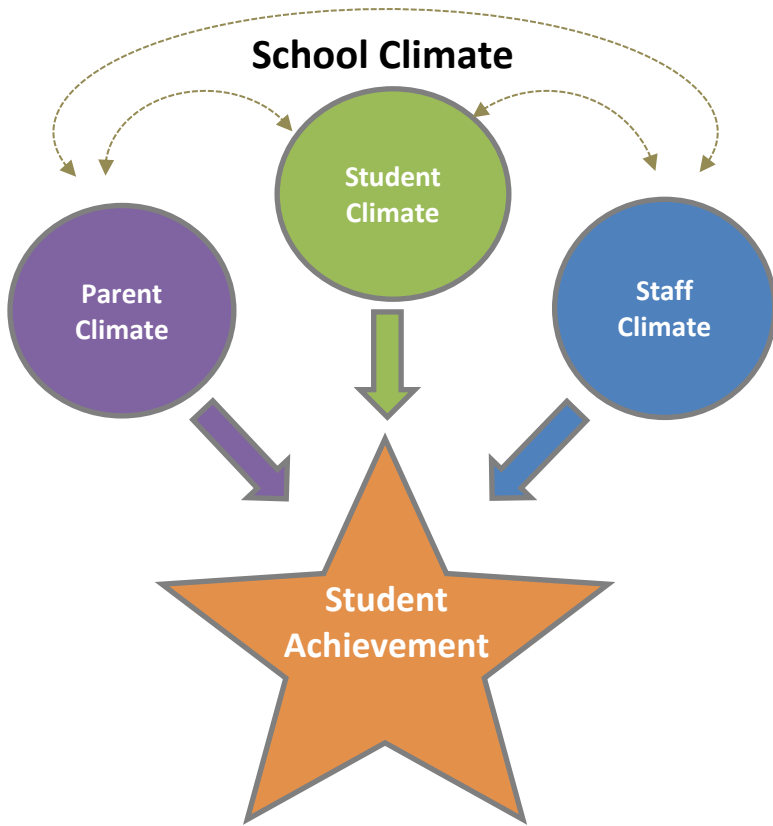 School Climate
Student
Climate
Parent
Climate
Staff
Climate
Student
Achievement